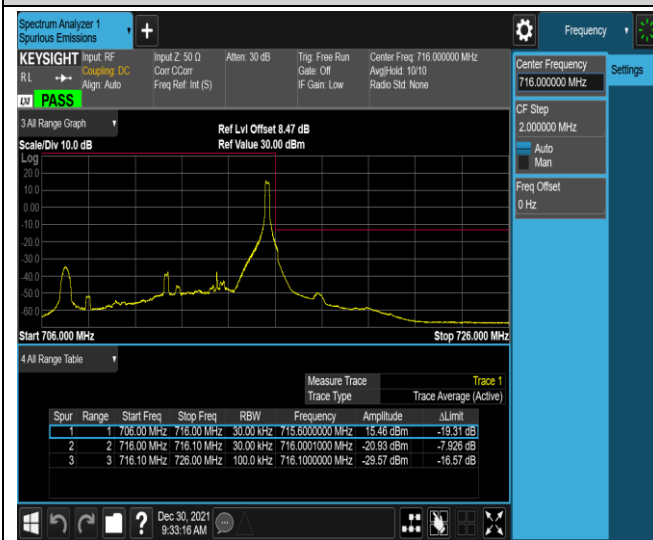 Spectrum Analyzer 1
Spurious Emissions
+
Frequency
KEYSIGHT
RL
Input: RF
Coupling: DC
Align: Auto
Input Z: 50 Ω
Corr CCorr
Freq Ref: Int (S)
Atten: 30 dB
Trig: Free Run
Gate: Off
IF Gain: Low
Center Freq: 716.000000 MHz
Avg|Hold: 10/10
Radio Std: None
LXI PASS
Center Frequency
716.000000 MHz
Settings
CF Step
2.000000 MHz
Auto
Man
Freq Offset
0 Hz
3 All Range Graph
Ref Lvl Offset 8.47 dB
Scale/Div 10.0 dB
Ref Value 30.00 dBm
Log
20.0
10.0
0.00
-10.0
-20.0
-30.0
-40.0
-50.0
-60.0
Start 706.000 MHz
Stop 726.000 MHz
4 All Range Table
Measure Trace Trace 1
Trace Type Trace Average (Active)
Spur Range Start Freq Stop Freq RBW Frequency Amplitude ΔLimit
1 1 706.00 MHz 716.00 MHz 30.00 kHz 715.6000000 MHz 15.46 dBm -19.31 dB
2 2 716.00 MHz 716.10 MHz 30.00 kHz 716.0001000 MHz -20.93 dBm -7.926 dB
3 3 716.10 MHz 726.00 MHz 100.0 kHz 716.1000000 MHz -29.57 dBm -16.57 dB
?
Dec 30, 2021
9:33:16 AM